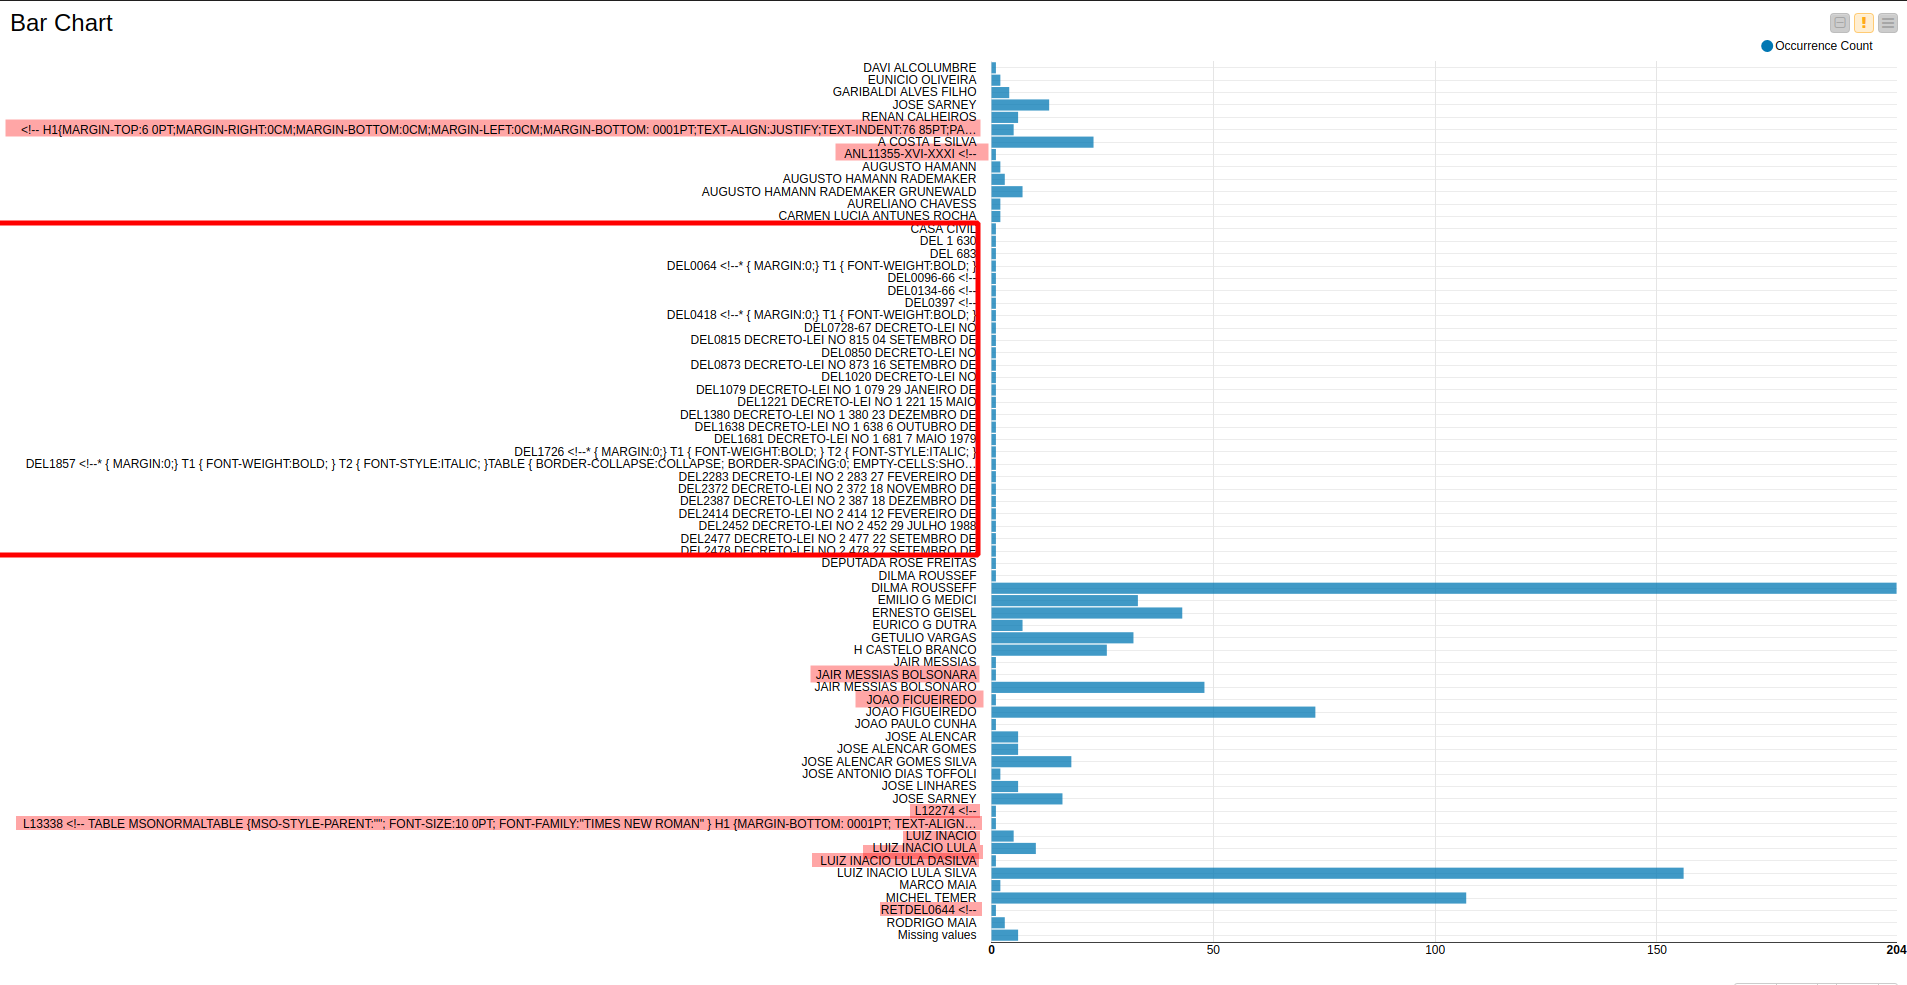 Bar Chart
!
Occurrence Count
DAVI ALCOLUMBRE
EUNICIO OLIVEIRA
GARIBALDI ALVES FILHO
JOSE SARNEY
RENAN CALHEIROS
<!-- H1{MARGIN-TOP:6 0PT;MARGIN-RIGHT:0CM;MARGIN-BOTTOM:0CM;MARGIN-LEFT:0CM;MARGIN-BOTTOM: 0001PT;TEXT-ALIGN:JUSTIFY;TEXT-INDENT:76 85PT;PA…
A COSTA E SILVA
ANL11355-XVI-XXXI <!--
AUGUSTO HAMANN
AUGUSTO HAMANN RADEMAKER
AUGUSTO HAMANN RADEMAKER GRUNEWALD
AURELIANO CHAVESS
CARMEN LUCIA ANTUNES ROCHA
CASA CIVIL
DEL 1 630
DEL 683
DEL0064 <!--* { MARGIN:0;} T1 { FONT-WEIGHT:BOLD; }
DEL0096-66 <!--
DEL0134-66 <!--
DEL0397 <!--
DEL0418 <!--* { MARGIN:0;} T1 { FONT-WEIGHT:BOLD; }
DEL0728-67 DECRETO-LEI NO
DEL0815 DECRETO-LEI NO 815 04 SETEMBRO DE
DEL0850 DECRETO-LEI NO
DEL0873 DECRETO-LEI NO 873 16 SETEMBRO DE
DEL1020 DECRETO-LEI NO
DEL1079 DECRETO-LEI NO 1 079 29 JANEIRO DE
DEL1221 DECRETO-LEI NO 1 221 15 MAIO
DEL1380 DECRETO-LEI NO 1 380 23 DEZEMBRO DE
DEL1638 DECRETO-LEI NO 1 638 6 OUTUBRO DE
DEL1681 DECRETO-LEI NO 1 681 7 MAIO 1979
DEL1726 <!--* { MARGIN:0;} T1 { FONT-WEIGHT:BOLD; } T2 { FONT-STYLE:ITALIC; }
DEL1857 <!--* { MARGIN:0;} T1 { FONT-WEIGHT:BOLD; } T2 { FONT-STYLE:ITALIC; }TABLE { BORDER-COLLAPSE:COLLAPSE; BORDER-SPACING:0; EMPTY-CELLS:SHO…
DEL2283 DECRETO-LEI NO 2 283 27 FEVEREIRO DE
DEL2372 DECRETO-LEI NO 2 372 18 NOVEMBRO DE
DEL2387 DECRETO-LEI NO 2 387 18 DEZEMBRO DE
DEL2414 DECRETO-LEI NO 2 414 12 FEVEREIRO DE
DEL2452 DECRETO-LEI NO 2 452 29 JULHO 1988
DEL2477 DECRETO-LEI NO 2 477 22 SETEMBRO DE
DEL2478 DECRETO-LEI NO 2 478 27 SETEMBRO DE
DEPUTADA ROSE FREITAS
DILMA ROUSSEF
DILMA ROUSSEFF
EMILIO G MEDICI
ERNESTO GEISEL
EURICO G DUTRA
GETULIO VARGAS
H CASTELO BRANCO
JAIR MESSIAS
JAIR MESSIAS BOLSONARA
JAIR MESSIAS BOLSONARO
JOAO FICUEIREDO
JOAO FIGUEIREDO
JOAO PAULO CUNHA
JOSE ALENCAR
JOSE ALENCAR GOMES
JOSE ALENCAR GOMES SILVA
JOSE ANTONIO DIAS TOFFOLI
JOSE LINHARES
JOSE SARNEY
L12274 <!--
L13338 <!-- TABLE MSONORMALTABLE {MSO-STYLE-PARENT:""; FONT-SIZE:10 0PT; FONT-FAMILY:"TIMES NEW ROMAN" } H1 {MARGIN-BOTTOM: 0001PT; TEXT-ALIGN…
LUIZ INACIO
LUIZ INACIO LULA
LUIZ INACIO LULA DASILVA
LUIZ INACIO LULA SILVA
MARCO MAIA
MICHEL TEMER
RETDEL0644 <!--
RODRIGO MAIA
Missing values
0 50 100 150 204